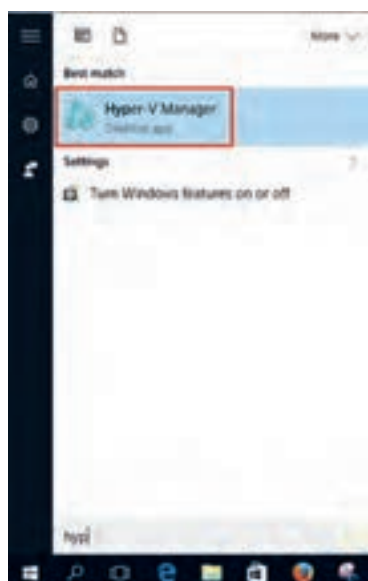 More
Best match
Hyper-V Manager
Desktop app
Settings
Turn Windows features on or off
hyp